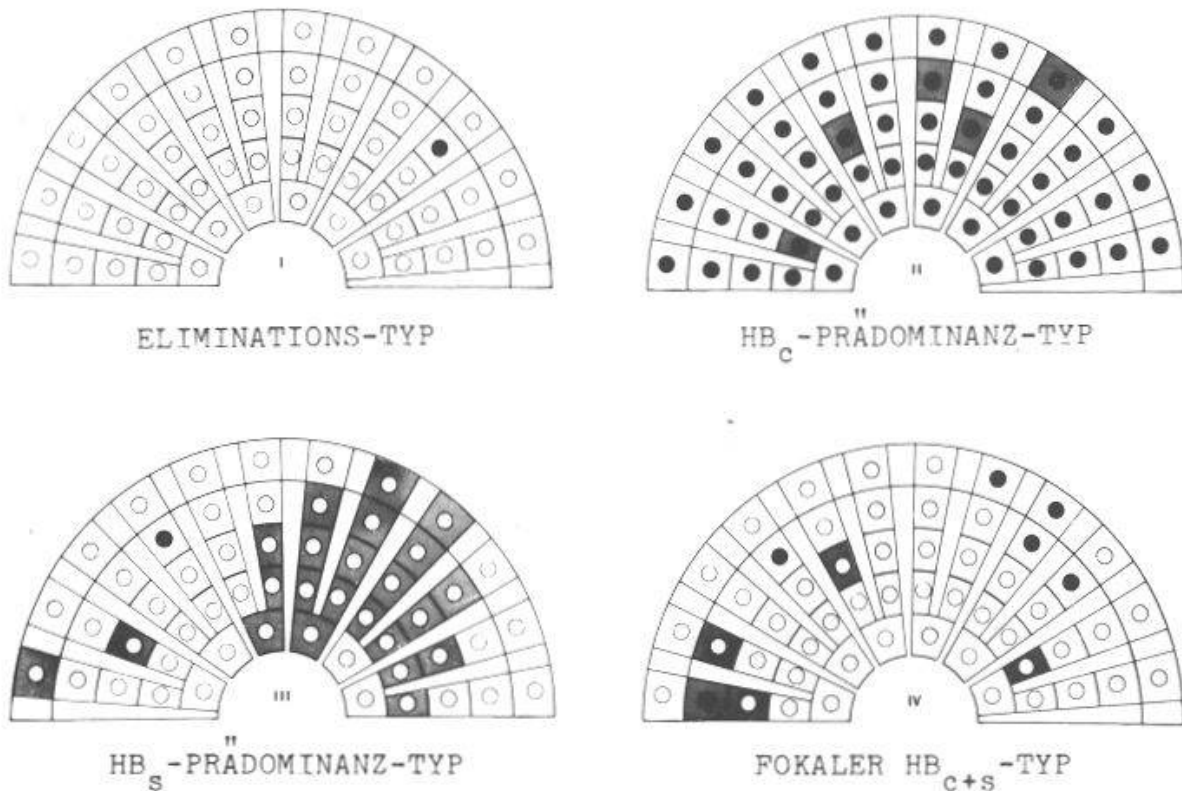 I
ELIMINATIONS-TYP
II
HBc-PRÄDOMINANZ-TYP
III
HBs-PRÄDOMINANZ-TYP
IV
FOKALER HBc+s-TYP